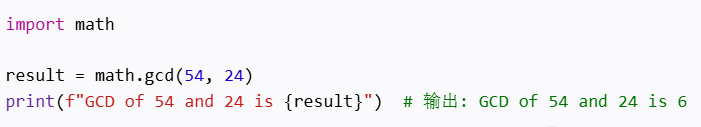 import math
result = math.gcd(54, 24)
print(f"GCD of 54 and 24 is {result}")  # 输出: GCD of 54 and 24 is 6